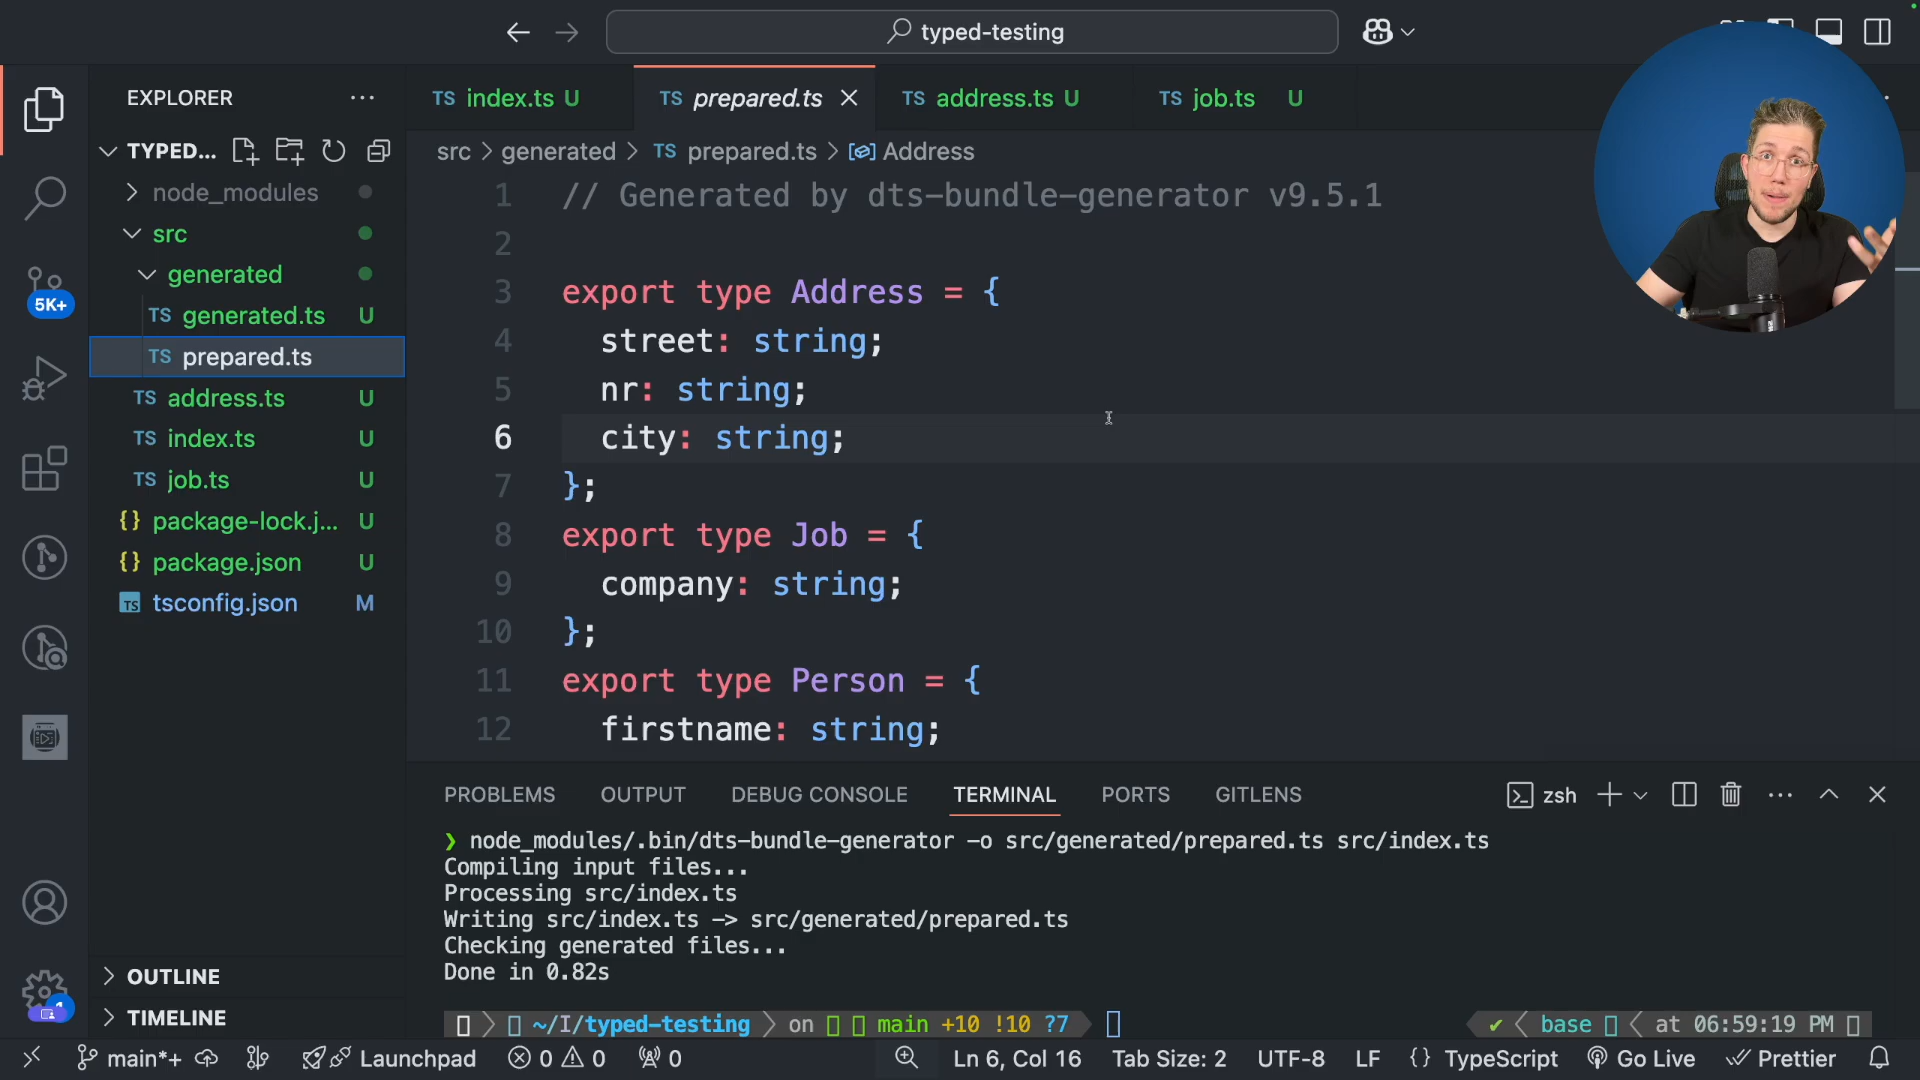 typed-testing
EXPLORER
TS index.ts U
TS prepared.ts
TS address.ts U
TS job.ts U
TYPED...
src > generated > TS prepared.ts > Address
node_modules
src
generated
TS generated.ts U
TS prepared.ts
TS address.ts U
TS index.ts U
TS job.ts U
{} package-lock.j... U
{} package.json U
TS tsconfig.json M
5K+
1 // Generated by dts-bundle-generator v9.5.1
2
3 export type Address = {
4 street: string;
5 nr: string;
6 city: string;
7 };
8 export type Job = {
9 company: string;
10 };
11 export type Person = {
12 firstname: string;
PROBLEMS OUTPUT DEBUG CONSOLE TERMINAL PORTS GITLENS
zsh
❯ node_modules/.bin/dts-bundle-generator -o src/generated/prepared.ts src/index.ts
Compiling input files...
Processing src/index.ts
Writing src/index.ts -> src/generated/prepared.ts
Checking generated files...
Done in 0.82s
~/I/typed-testing on main +10 !10 ?7
✔ base at 06:59:19 PM
OUTLINE
TIMELINE
1
main*+ Launchpad 0 0 0
Ln 6, Col 16 Tab Size: 2 UTF-8 LF {} TypeScript Go Live Prettier